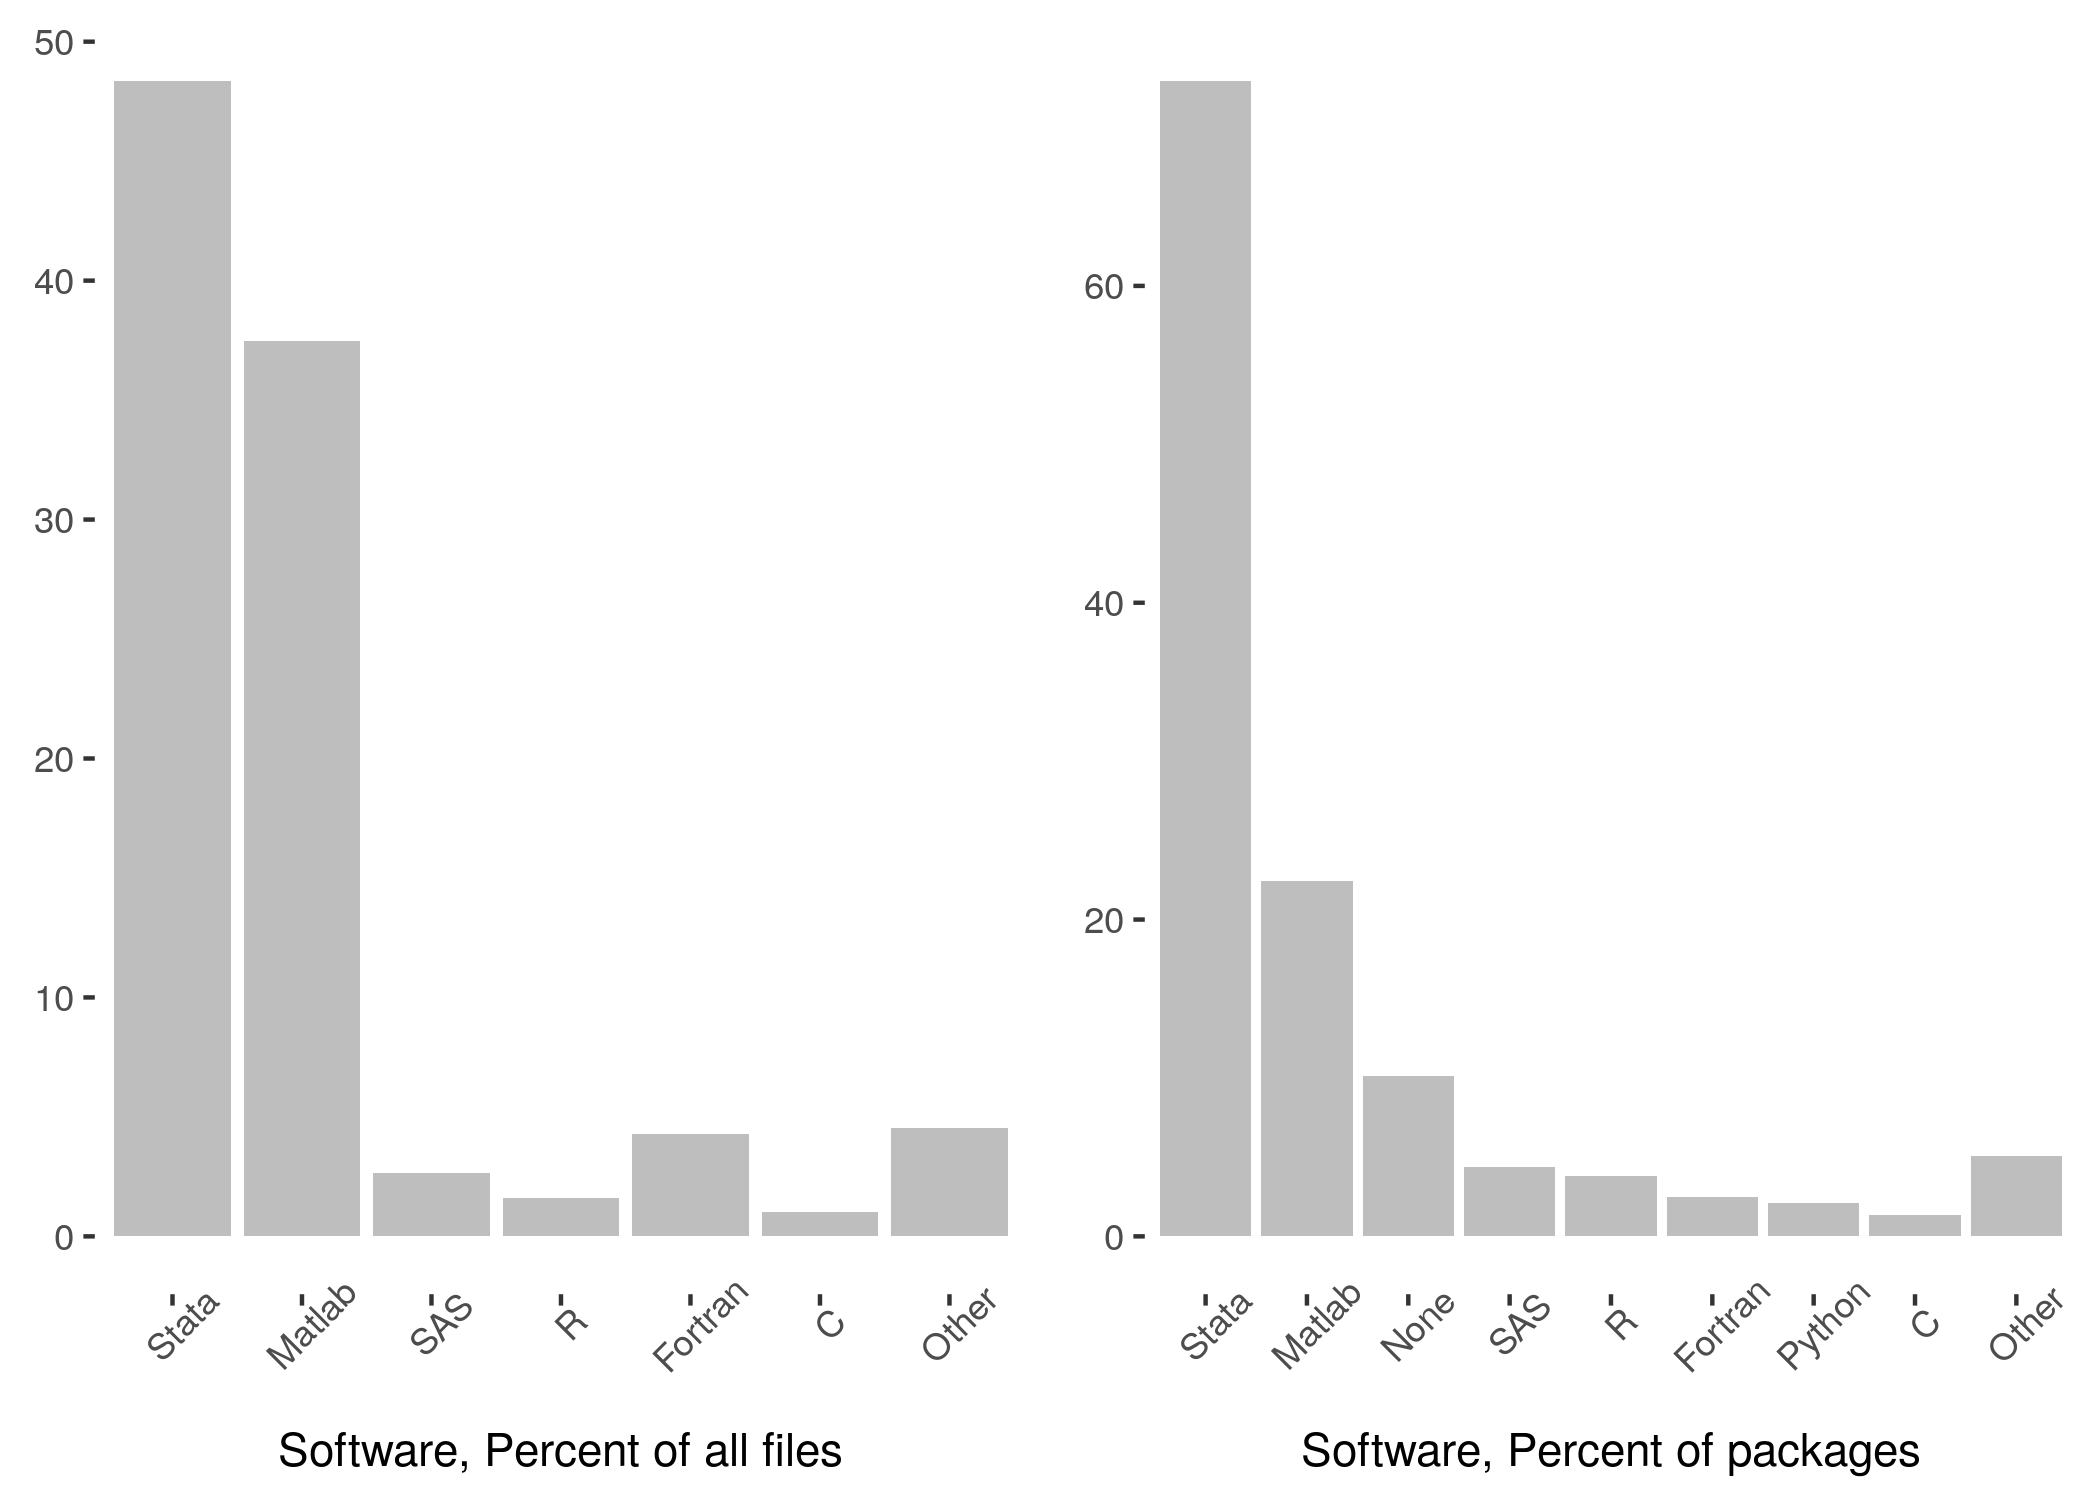 50
40
30
20
10
0
Stata Matlab SAS R Fortran C Other
Software, Percent of all files
60
40
20
0
Stata Matlab None SAS R Fortran Python C Other
Software, Percent of packages